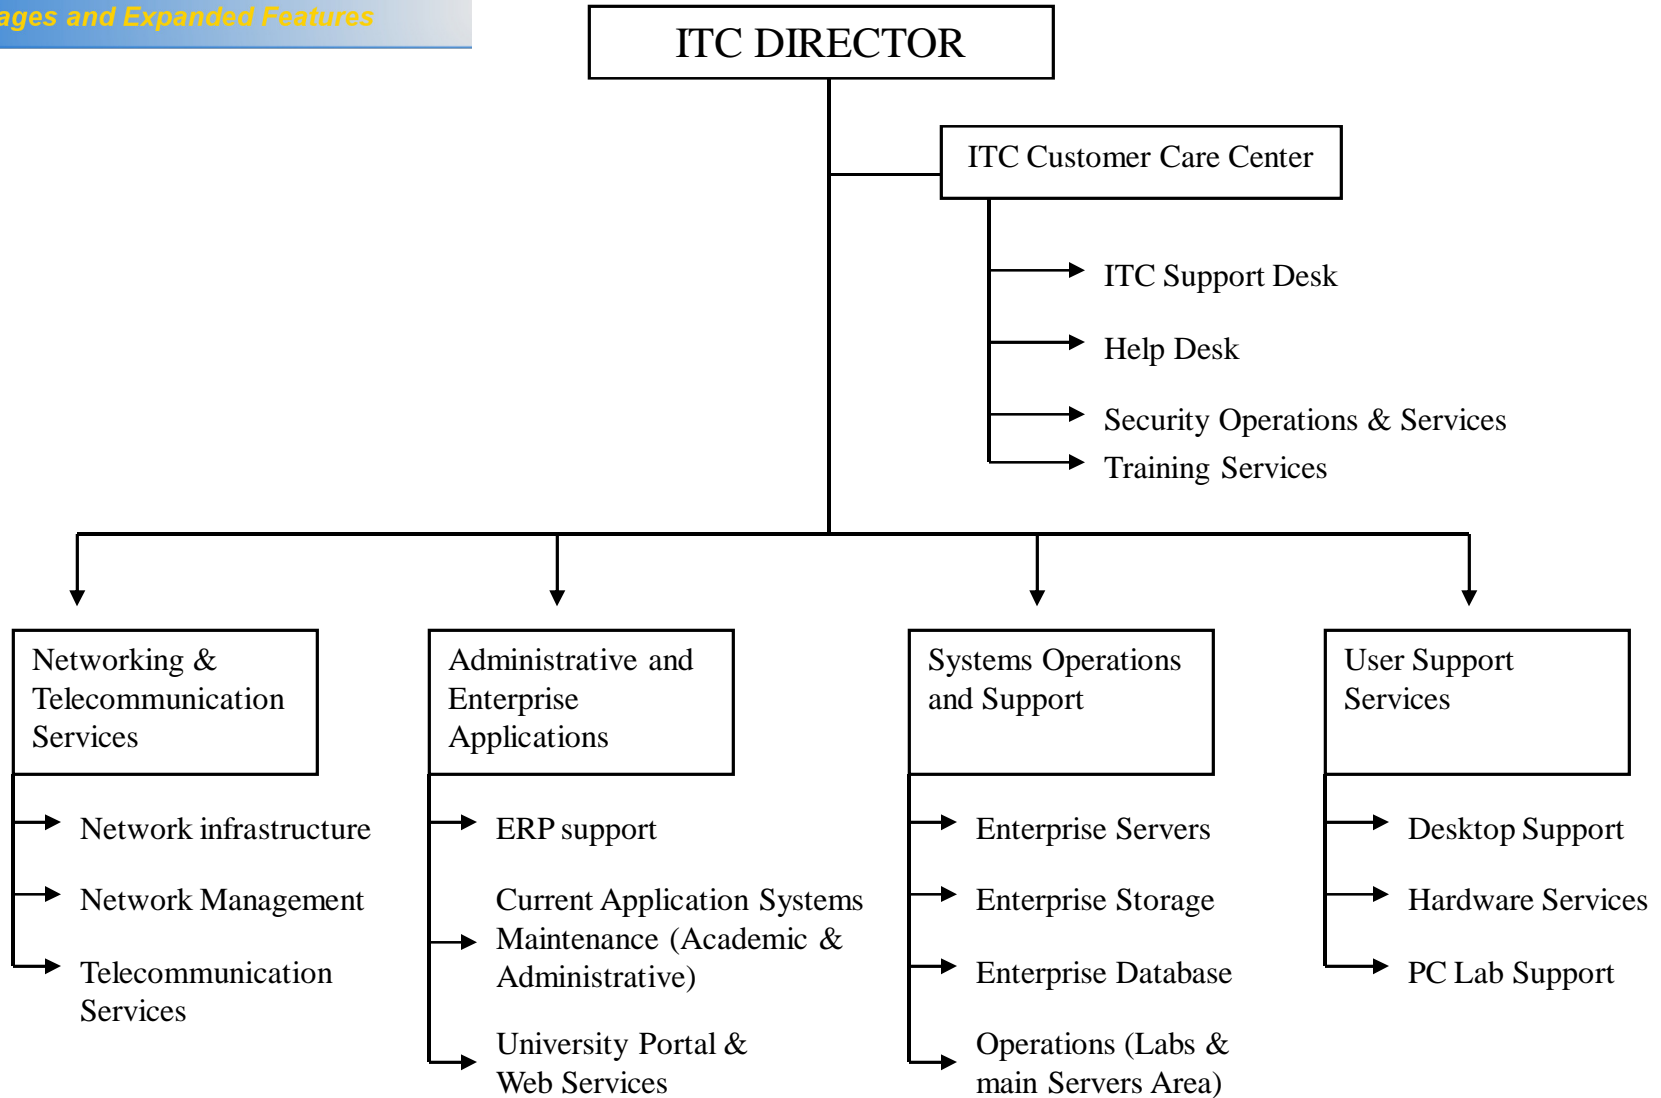 and Expanded Features
ITC DIRECTOR
ITC Customer Care Center
ITC Support Desk
Help Desk
Security Operations & Services
Training Services
Networking &
Telecommunication
Services
Network infrastructure
Network Management
Telecommunication
Services
Administrative and
Enterprise
Applications
ERP support
Current Application Systems
Maintenance (Academic &
Administrative)
University Portal &
Web Services
Systems Operations
and Support
Enterprise Servers
Enterprise Storage
Enterprise Database
Operations (Labs &
main Servers Area)
User Support
Services
Desktop Support
Hardware Services
PC Lab Support